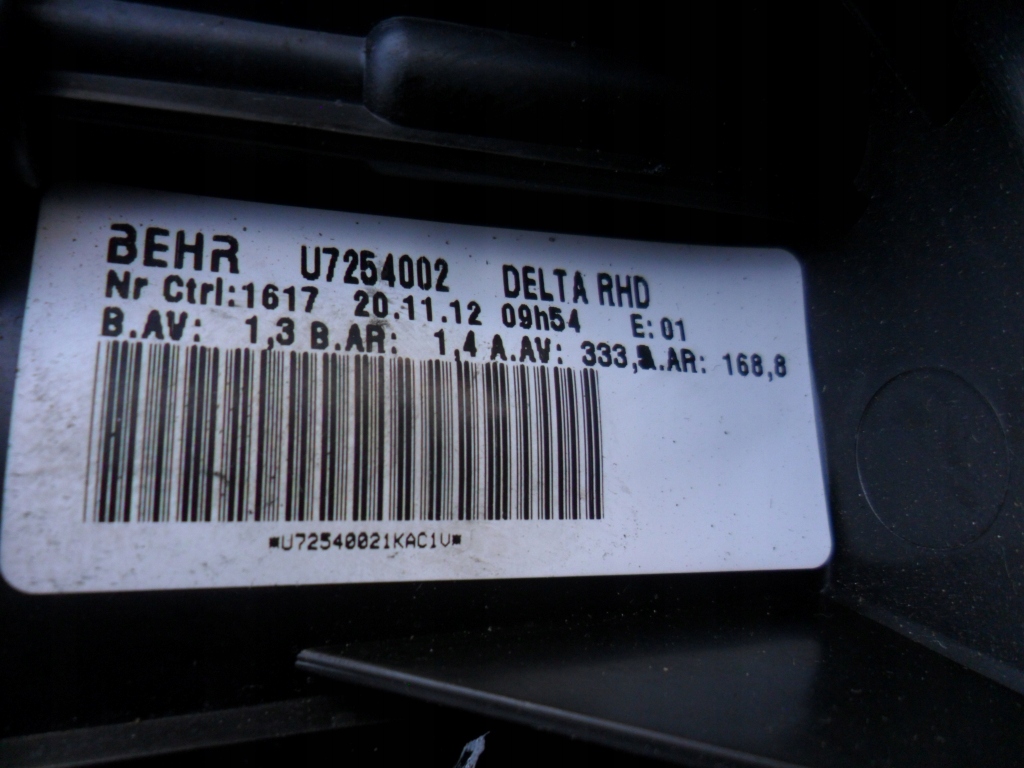 BEHR U7254002 DELTA RHD
Nr Ctrl:1617 20.11.12 09h54 E:01
B.AV: 1,3 B.AR: 1,4 A.AV: 333, .AR: 168,8
*U72540021KAC1U*